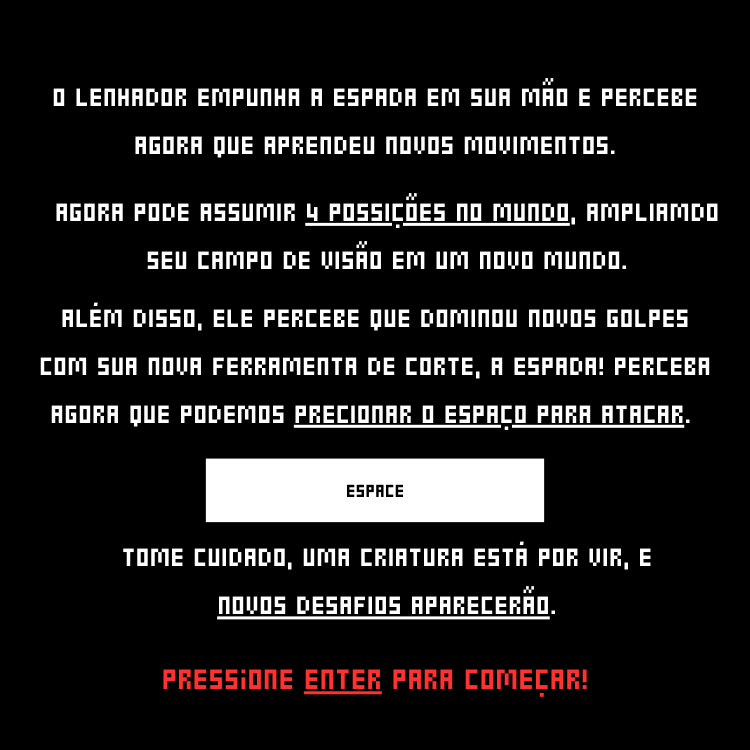 O LENHADOR EMPUNHA A ESPADA EM SUA MÃO E PERCEBE
AGORA QUE APRENDEU NOVOS MOVIMENTOS.
AGORA PODE ASSUMIR 4 POSSIÇÕES NO MUNDO, AMPLIAMDO
SEU CAMPO DE VISÃO EM UM NOVO MUNDO.
ALÉM DISSO, ELE PERCEBE QUE DOMINOU NOVOS GOLPES
COM SUA NOVA FERRAMENTA DE CORTE, A ESPADA! PERCEBA
AGORA QUE PODEMOS PRECIONAR O ESPAÇO PARA ATACAR.
ESPACE
TOME CUIDADO, UMA CRIATURA ESTÁ POR VIR, E
NOVOS DESAFIOS APARECERÃO.
PRESSiONE ENTER PARA COMEÇAR!